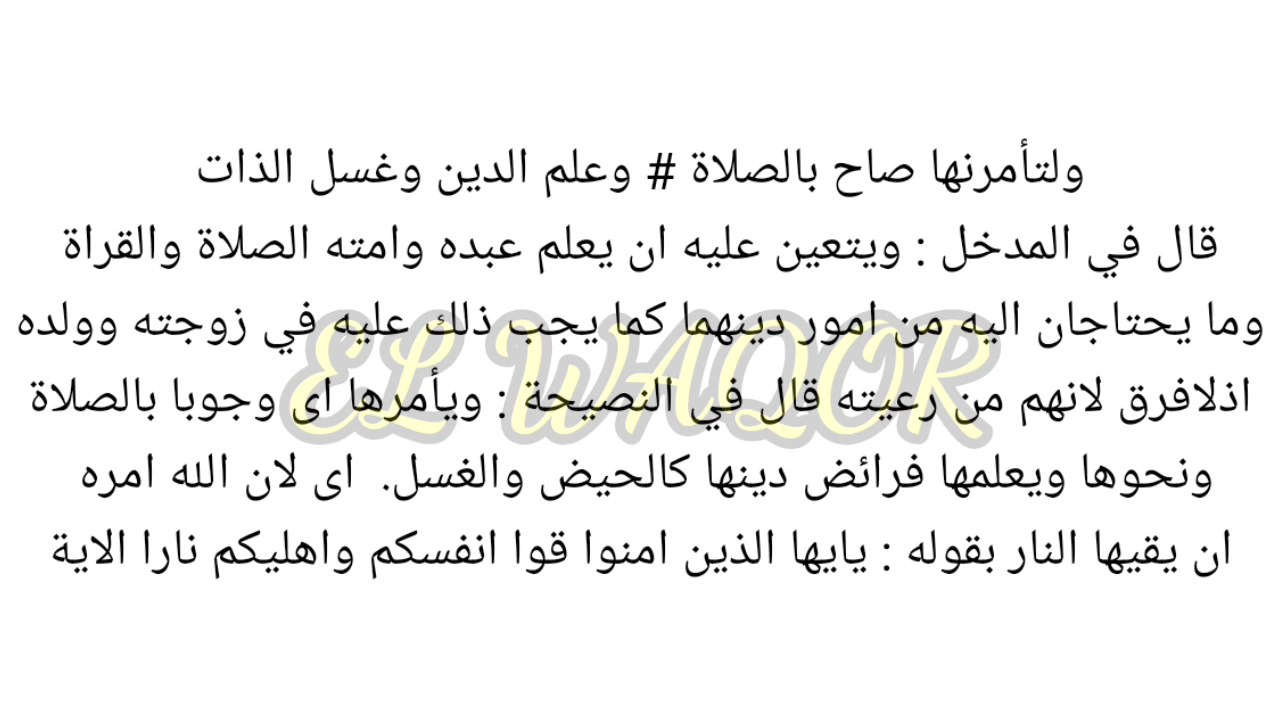 ولتأمرنها صاح بالصلاة # وعلم الدين وغسل الذات
قال في المدخل : ويتعين عليه ان يعلم عبده وامته الصلاة والقراة
وما يحتاجان اليه من امور دينهما كما يجب ذلك عليه في زوجته وولده
اذلافرق لانهم من رعيته قال في النصيحة : ويأمرها اى وجوبا بالصلاة
ونحوها ويعلمها فرائض دينها كالحيض والغسل.  اى لان الله امره
ان يقيها النار بقوله : يايها الذين امنوا قوا انفسكم واهليكم نارا الاية
EL WAQOR